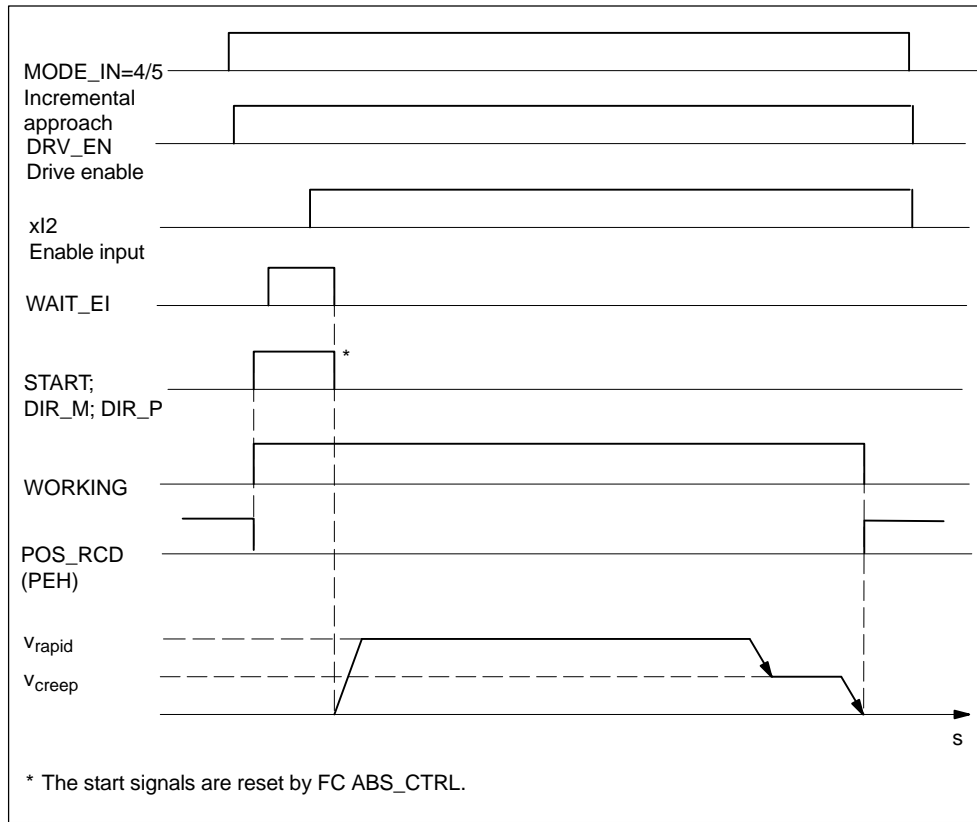 MODE_IN=4/5
Incremental
approach
DRV_EN
Drive enable
xI2
Enable input
WAIT_EI
*
START;
DIR_M; DIR_P
WORKING
POS_RCD
(PEH)
vrapid
vcreep
s
* The start signals are reset by FC ABS_CTRL.